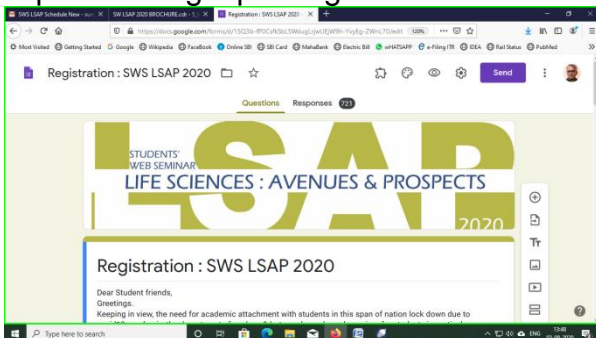 SWS LSAP Schedule New - sun
SW LSAP 2020 BROCHURE.cdr - S
Registration : SWS LSAP 2020 -
Most Visited Getting Started Google Wikipedia FaceBook Online SBI SBI Card MahaBank Electric Bill wHATSAPP e-Filing ITR IDEA Rail Status PubMed
120%
Registration : SWS LSAP 2020
Send
Questions Responses 721
LSAP
STUDENTS'
WEB SEMINAR
LIFE SCIENCES : AVENUES & PROSPECTS
2020
Registration : SWS LSAP 2020
Dear Student friends,
Greetings.
Keeping in view, the need for academic attachment with students in this span of nation lock down due to
Type here to search
ENG
13:48